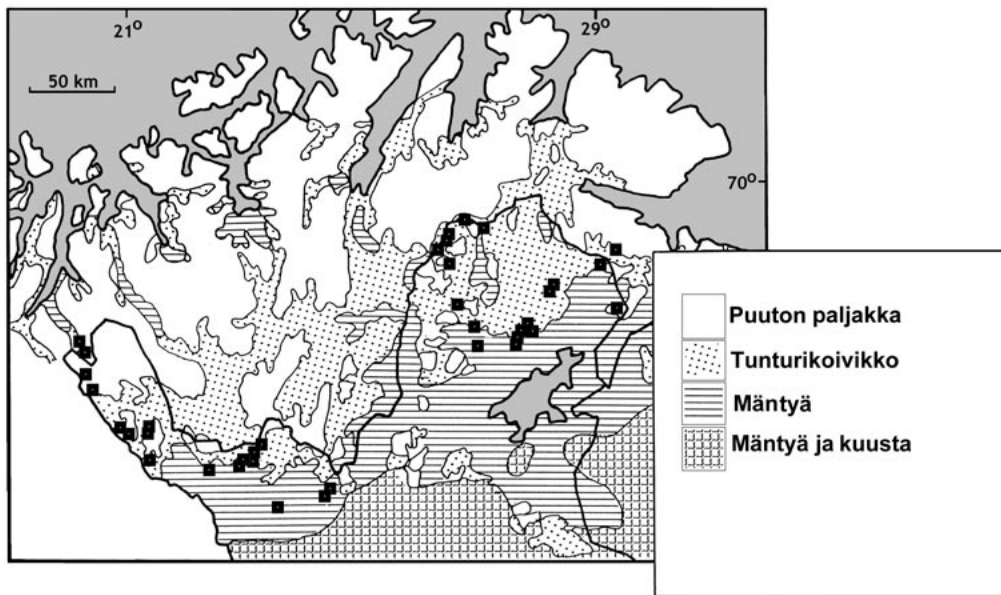 21°
29°
50 km
70°
Puuton paljakka
Tunturikoivikko
Mäntyä
Mäntyä ja kuusta